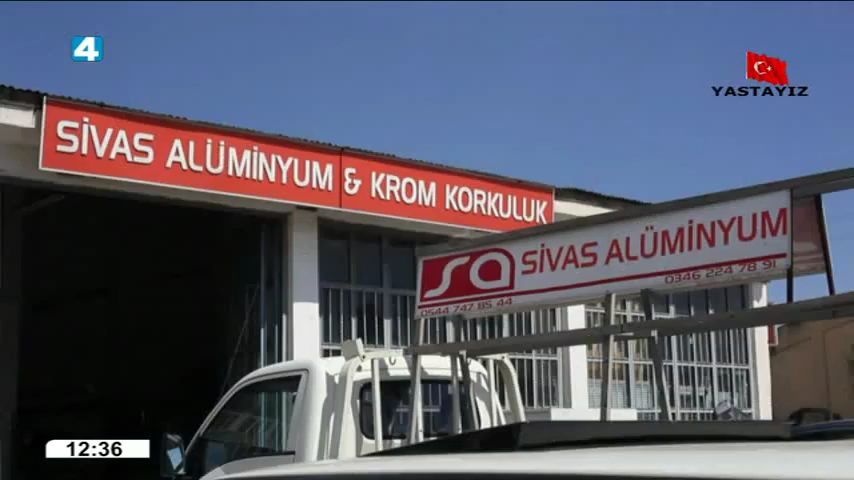 4
YASTAYIZ
SİVAS ALÜMİNYUM & KROM KORKULUK
sa SİVAS ALÜMİNYUM
0544 747 85 44
0346 224 78 91
12:36